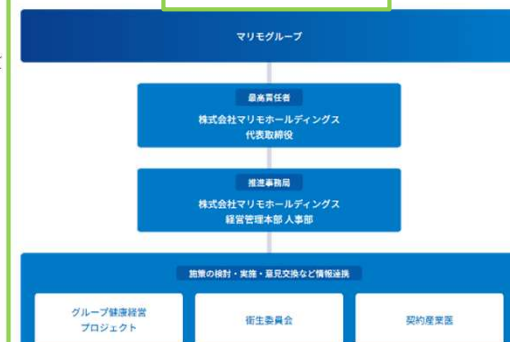 マリモグループ
最高責任者
株式会社マリモホールディングス
代表取締役
推進事務局
株式会社マリモホールディングス
経営管理本部 人事部
施策の検討・実施・意見交換など情報連携
グループ健康経営
プロジェクト
衛生委員会
契約産業医